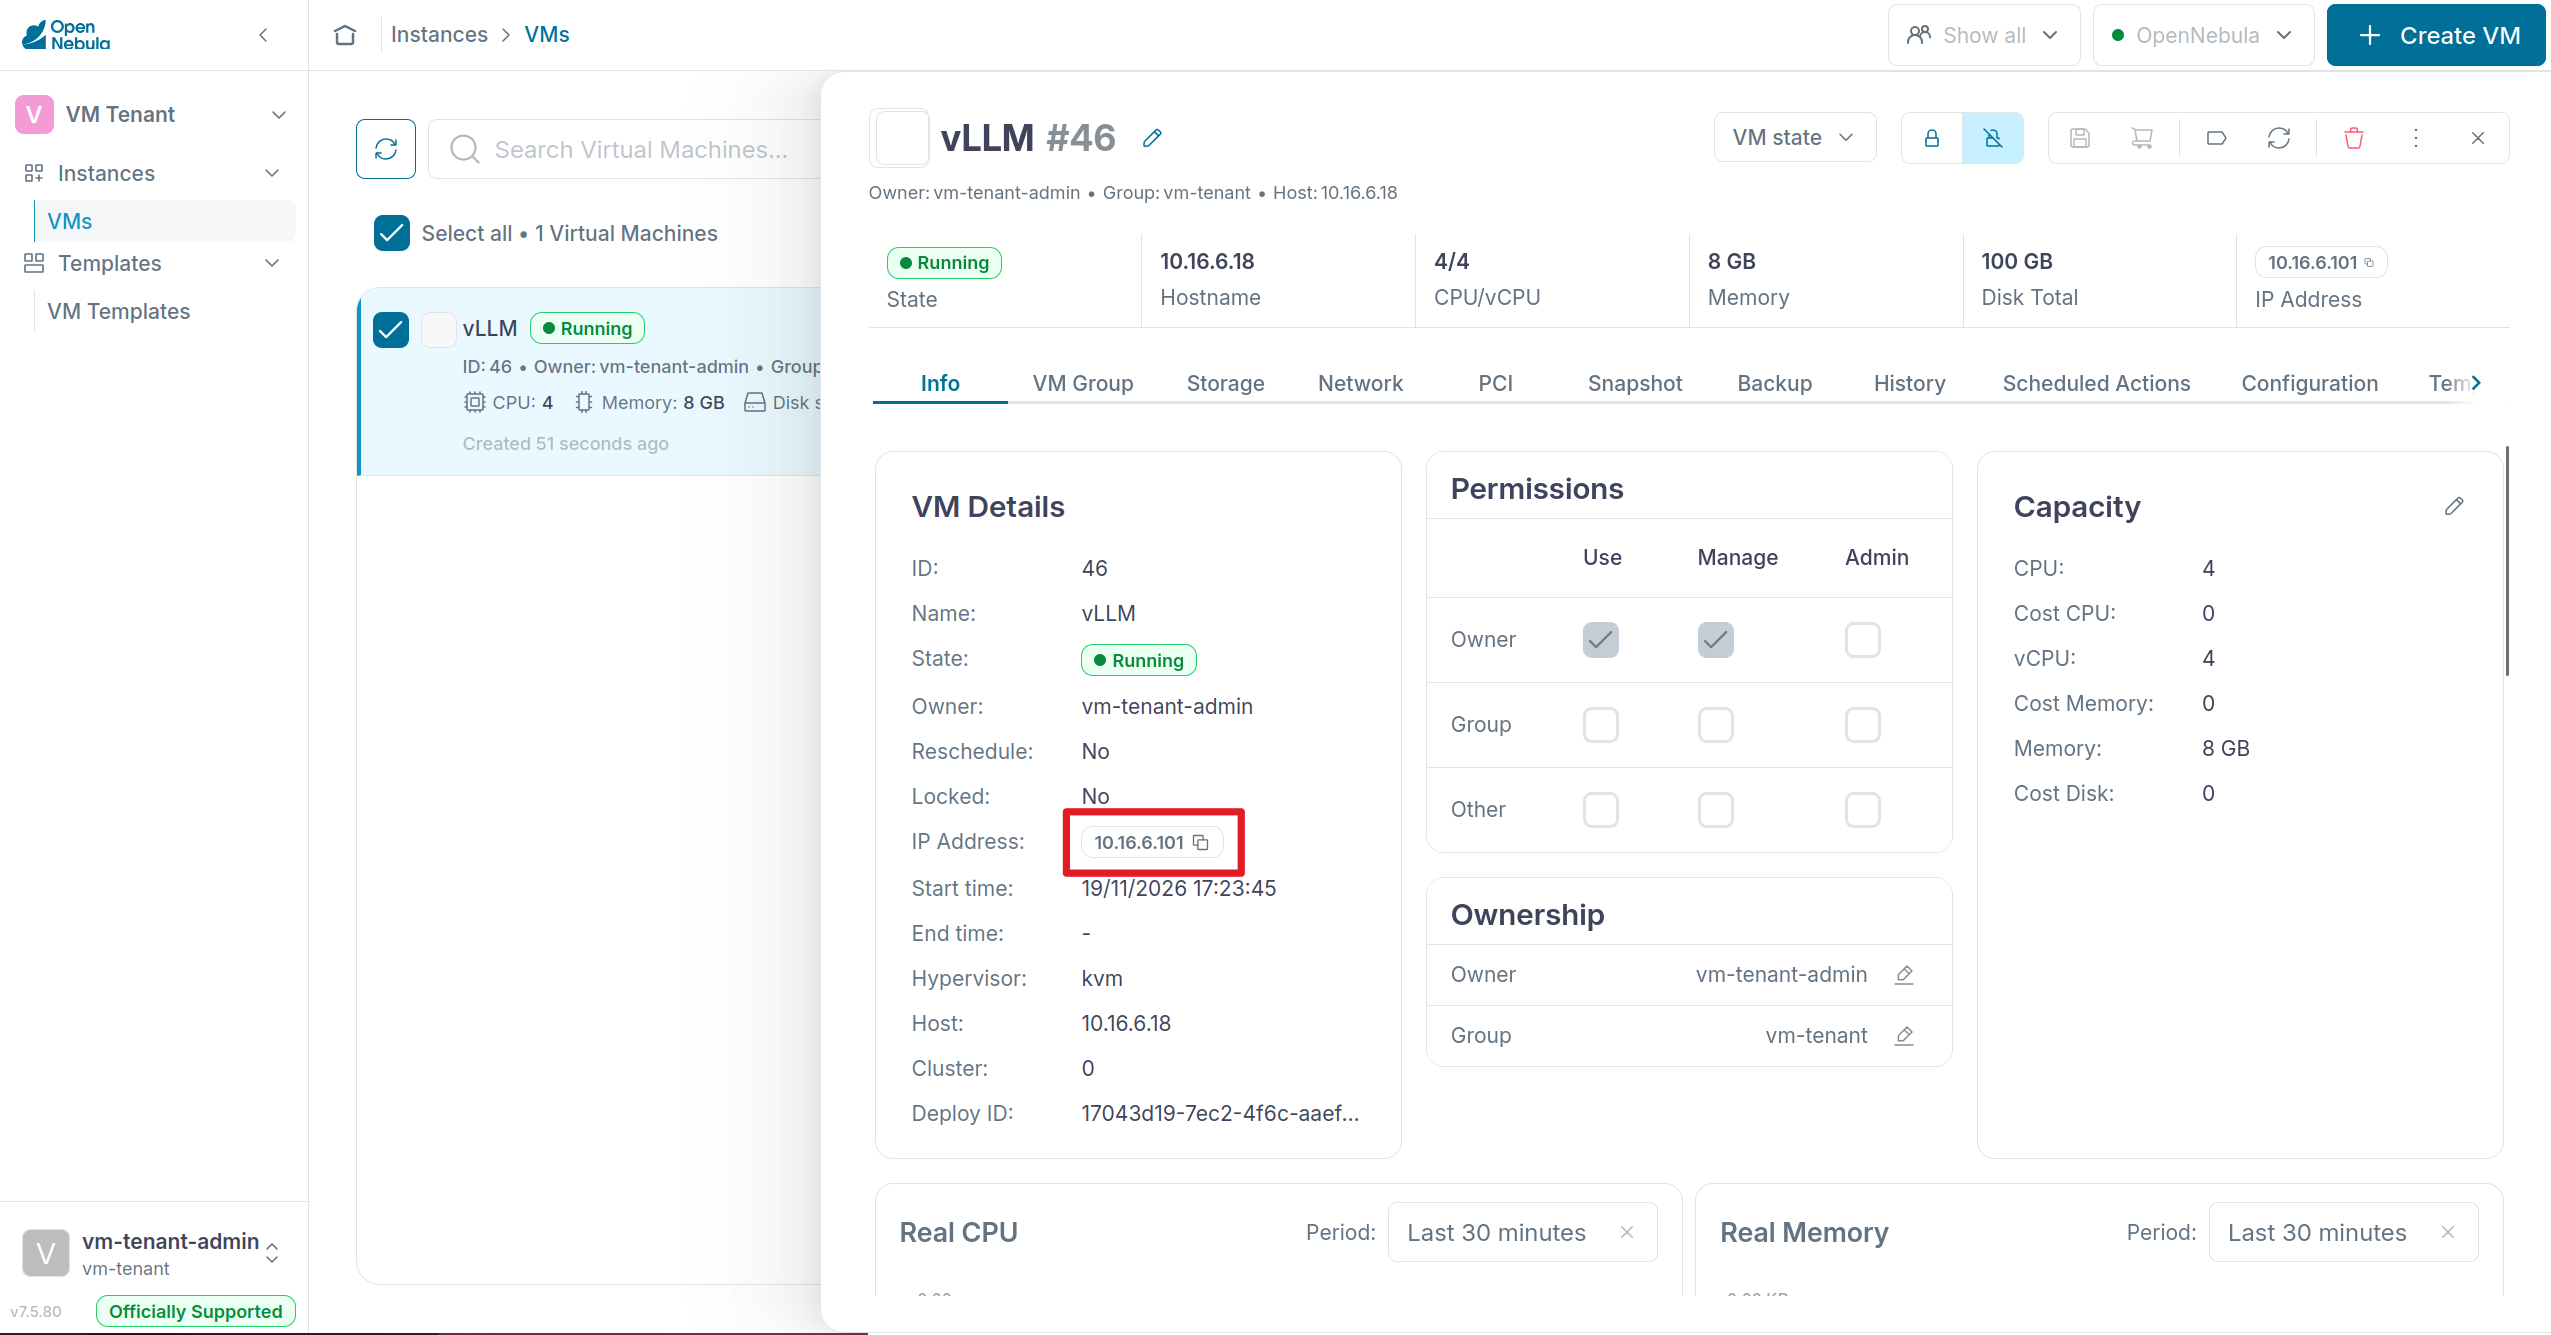 Open
Nebula
Instances > VMs
Show all
OpenNebula
Create VM
V VM Tenant
Instances
VMs
Templates
VM Templates
Search Virtual Machines...
Select all • 1 Virtual Machines
vLLM Running
ID: 46 • Owner: vm-tenant-admin • Group
CPU: 4 Memory: 8 GB Disk s
Created 51 seconds ago
vLLM #46
VM state
Owner: vm-tenant-admin • Group: vm-tenant • Host: 10.16.6.18
Running
State
10.16.6.18
Hostname
4/4
CPU/vCPU
8 GB
Memory
100 GB
Disk Total
10.16.6.101
IP Address
Info VM Group Storage Network PCI Snapshot Backup History Scheduled Actions Configuration Tem
VM Details
ID: 46
Name: vLLM
State: Running
Owner: vm-tenant-admin
Reschedule: No
Locked: No
IP Address: 10.16.6.101
Start time: 19/11/2026 17:23:45
End time: -
Hypervisor: kvm
Host: 10.16.6.18
Cluster: 0
Deploy ID: 17043d19-7ec2-4f6c-aaef...
Permissions
Use Manage Admin
Owner
Group
Other
Ownership
Owner vm-tenant-admin
Group vm-tenant
Capacity
CPU: 4
Cost CPU: 0
vCPU: 4
Cost Memory: 0
Memory: 8 GB
Cost Disk: 0
Real CPU Period: Last 30 minutes
Real Memory Period: Last 30 minutes
V vm-tenant-admin
vm-tenant
v7.5.80 Officially Supported